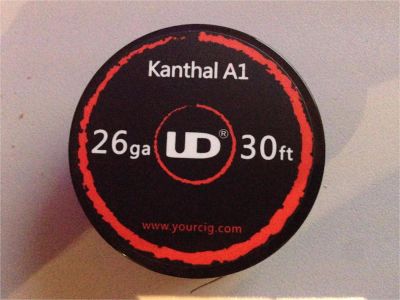 Kanthal A1
26ga UD® 30ft
www.yourcig.com